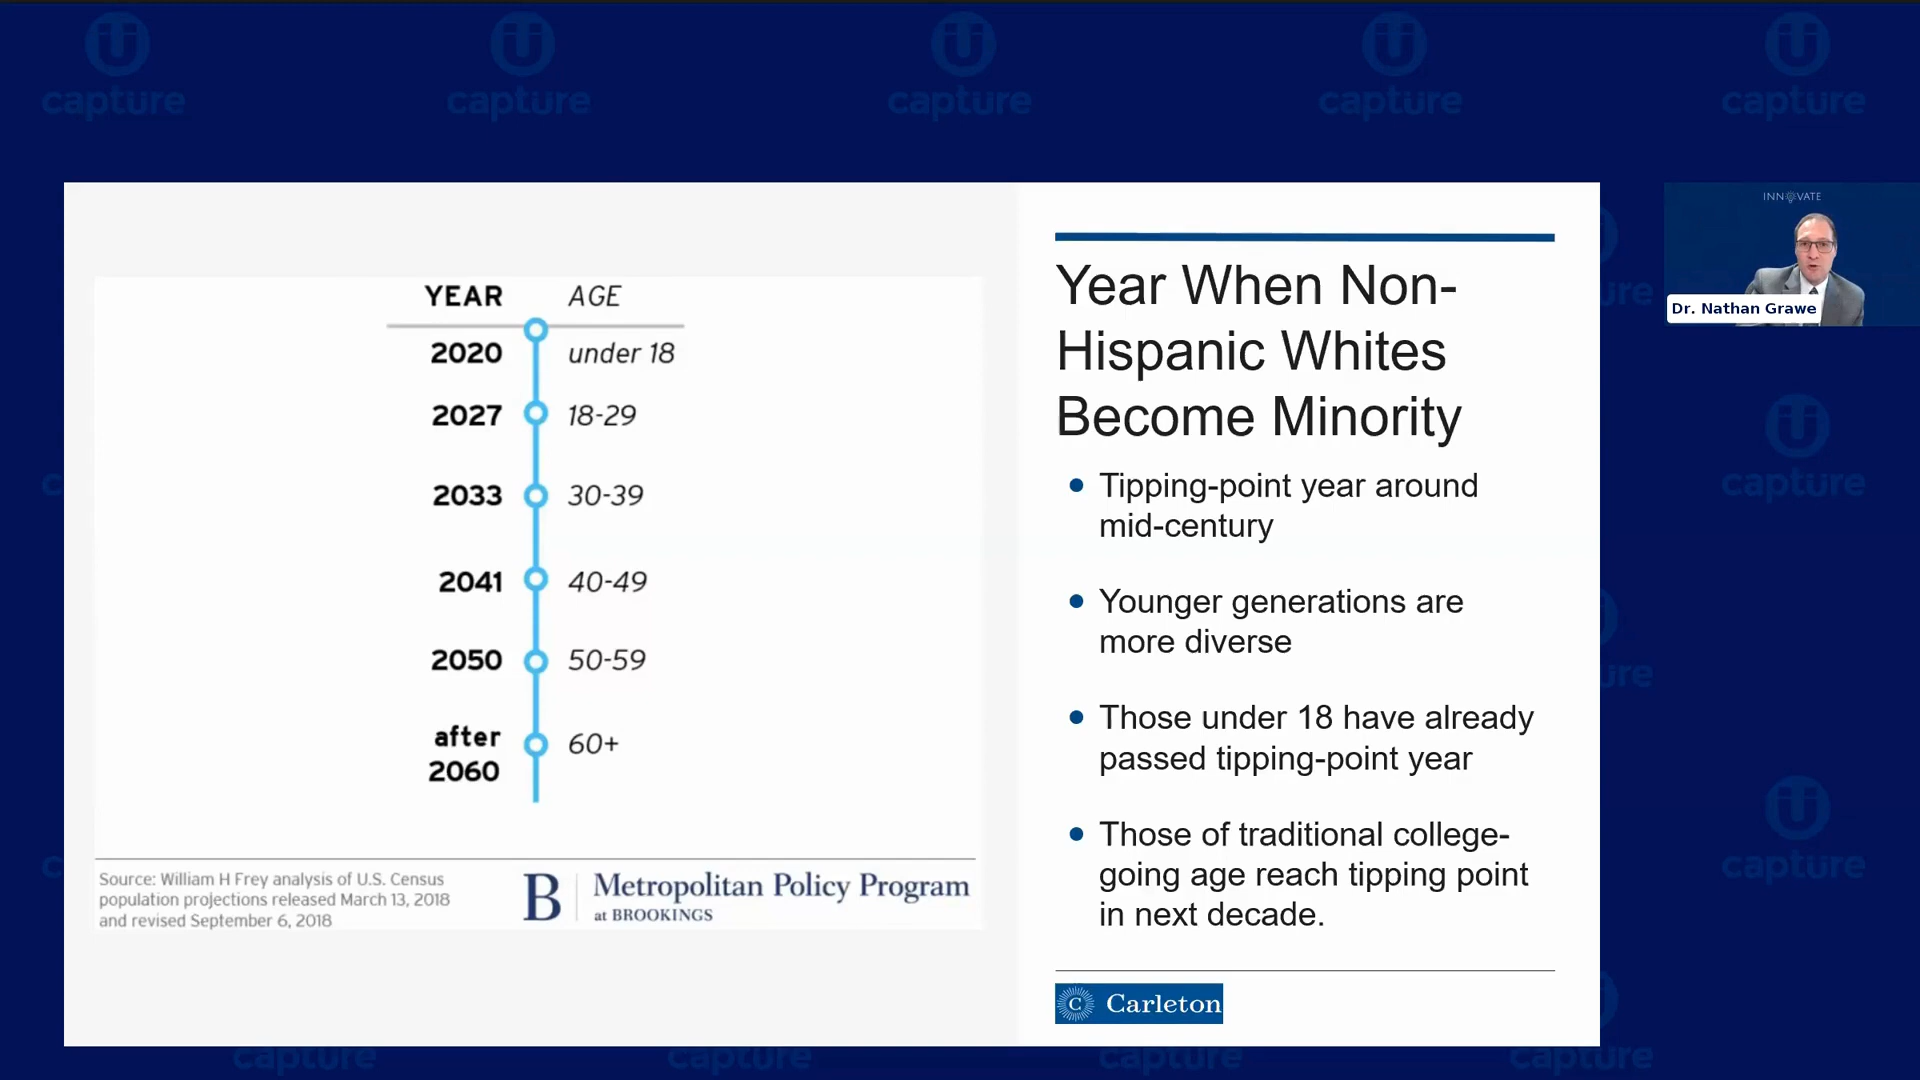 capture
capture
capture
capture
capture
INNOVATE
Dr. Nathan Grawe
YEAR AGE
2020 under 18
2027 18-29
2033 30-39
2041 40-49
2050 50-59
after
2060
60+
Source: William H Frey analysis of U.S. Census
population projections released March 13, 2018
and revised September 6, 2018
B Metropolitan Policy Program
at BROOKINGS
Year When Non-
Hispanic Whites
Become Minority
• Tipping-point year around
mid-century
• Younger generations are
more diverse
• Those under 18 have already
passed tipping-point year
• Those of traditional college-
going age reach tipping point
in next decade.
C Carleton
capture
capture
capture
capture
capture
capture